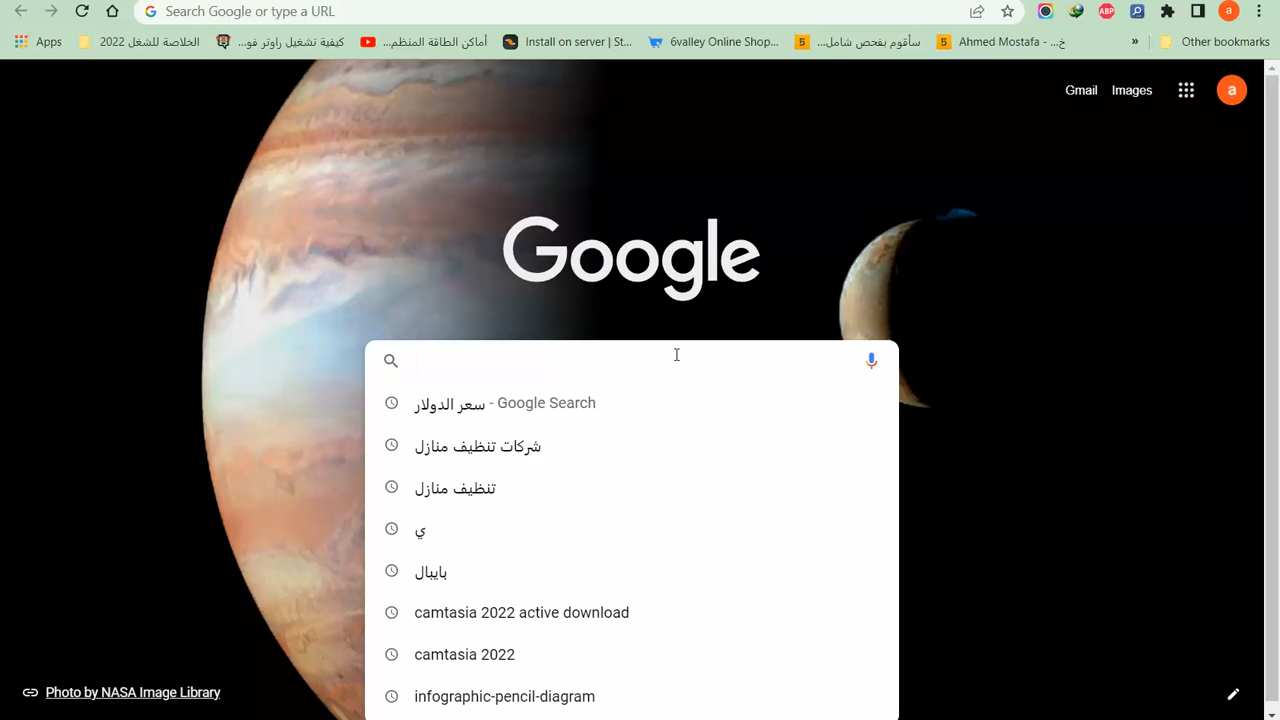 Search Google or type a URL
ABP
a
Apps
الخلاصة للشغل 2022
كيفية تشغيل راوتر فو...
أماكن الطاقة المنظم...
Install on server | St...
6valley Online Shop...
5
سأقوم بفحص شامل...
5
Ahmed Mostafa - خ...
»
Other bookmarks
Gmail
Images
a
Google
سعر الدولار - Google Search
شركات تنظيف منازل
تنظيف منازل
ي
بايبال
camtasia 2022 active download
camtasia 2022
infographic-pencil-diagram
Photo by NASA Image Library